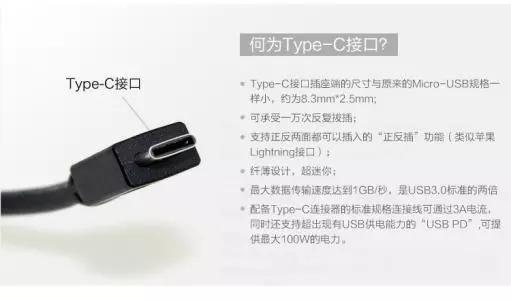 何为Type-C接口?
Type-C接口
Type-C接口插座端的尺寸与原来的Micro-USB规格一
样小，约为8.3mm*2.5mm;
可承受一万次反复拔插;
支持正反两面都可以插入的“正反插”功能（类似苹果
Lightning接口）;
纤薄设计，超迷你;
最大数据传输速度达到1GB/秒，是USB3.0标准的两倍
配备Type-C连接器的标准规格连接线可通过3A电流，
同时还支持超出现有USB供电能力的“USB PD”,可提
供最大100W的电力。